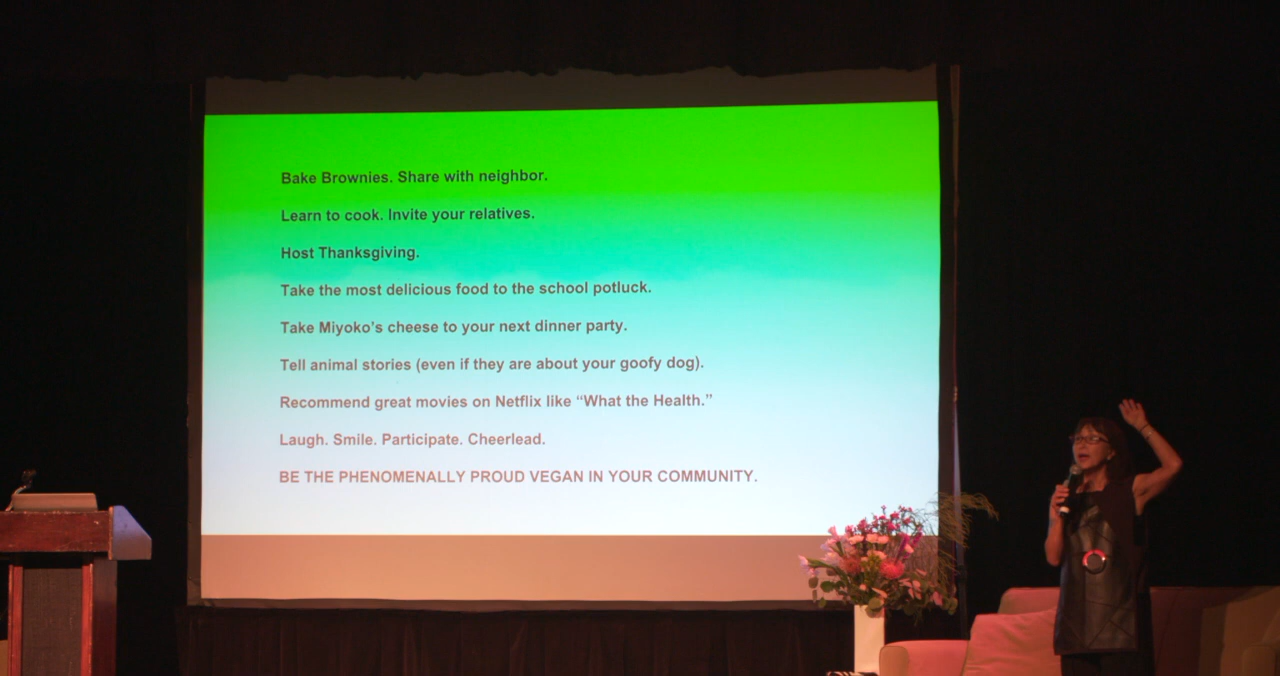 Bake Brownies. Share with neighbor.
Learn to cook. Invite your relatives.
Host Thanksgiving.
Take the most delicious food to the school potluck.
Take Miyoko’s cheese to your next dinner party.
Tell animal stories (even if they are about your goofy dog).
Recommend great movies on Netflix like “What the Health.”
Laugh. Smile. Participate. Cheerlead.
BE THE PHENOMENALLY PROUD VEGAN IN YOUR COMMUNITY.